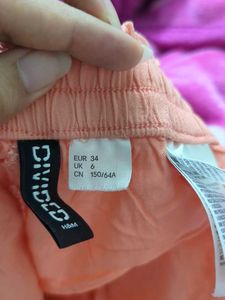 DIVIDED
H&M
EUR 34
UK 6
CN 150/64A